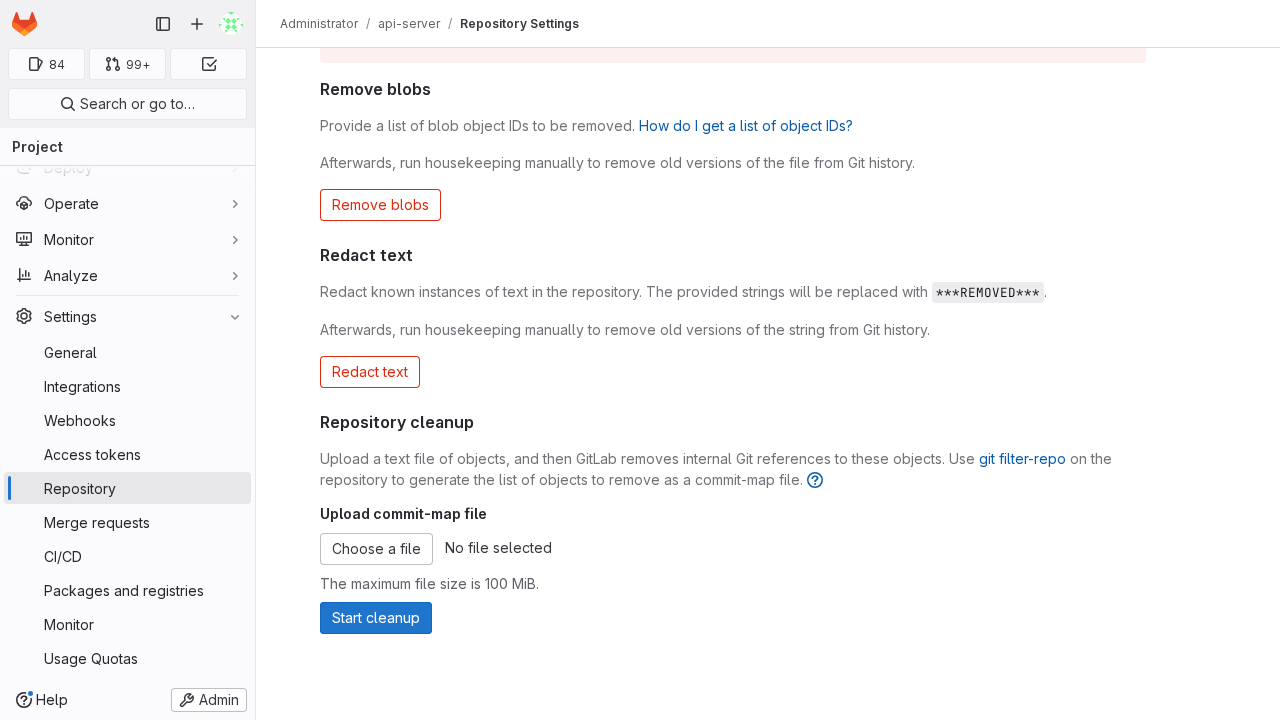 Administrator / api-server / Repository Settings
84
99+
Search or go to…
Project
Deploy
Operate
Monitor
Analyze
Settings
General
Integrations
Webhooks
Access tokens
Repository
Merge requests
CI/CD
Packages and registries
Monitor
Usage Quotas
Help
Admin
Remove blobs
Provide a list of blob object IDs to be removed. How do I get a list of object IDs?
Afterwards, run housekeeping manually to remove old versions of the file from Git history.
Remove blobs
Redact text
Redact known instances of text in the repository. The provided strings will be replaced with ***REMOVED***.
Afterwards, run housekeeping manually to remove old versions of the string from Git history.
Redact text
Repository cleanup
Upload a text file of objects, and then GitLab removes internal Git references to these objects. Use git filter-repo on the
repository to generate the list of objects to remove as a commit-map file.
Upload commit-map file
Choose a file No file selected
The maximum file size is 100 MiB.
Start cleanup